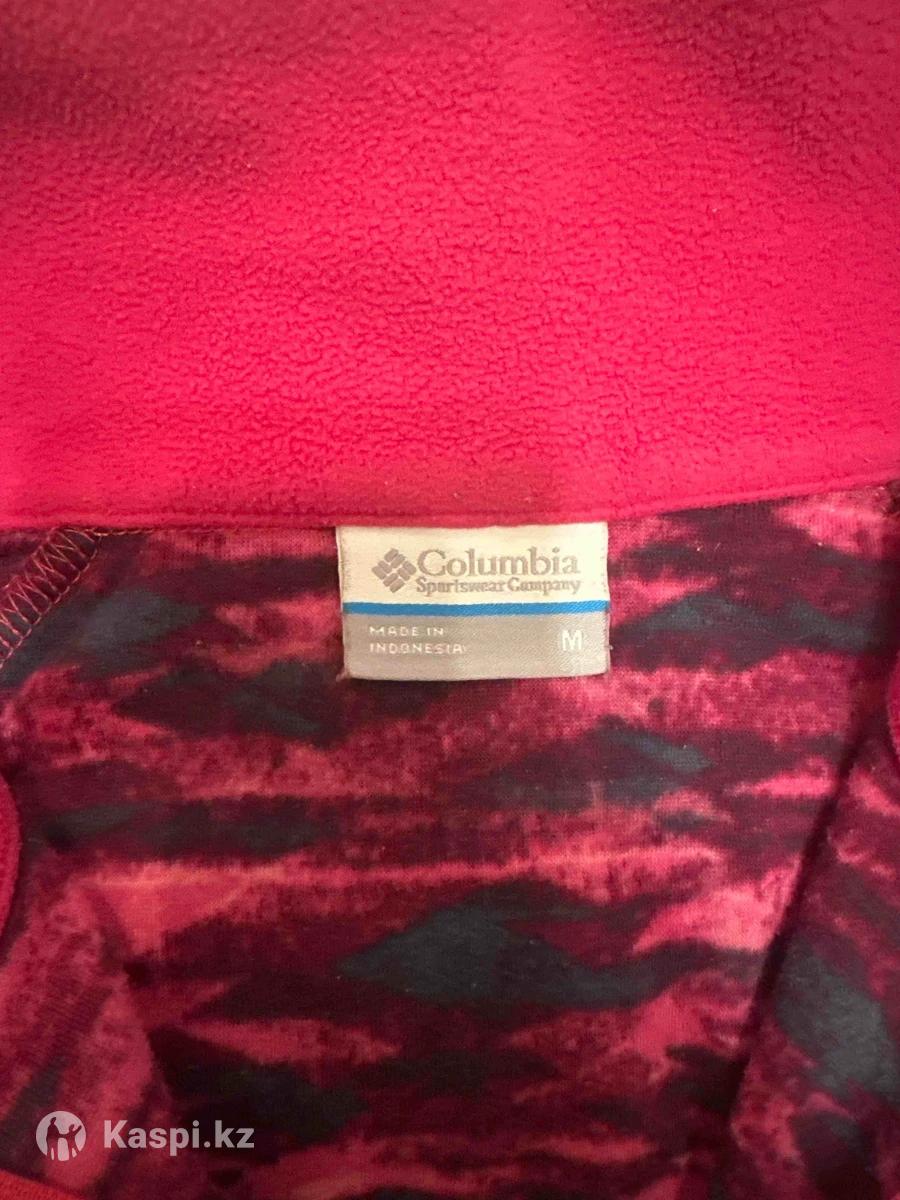 Columbia
Sportswear Company
MADE IN
INDONESIA
M
Kaspi.kz